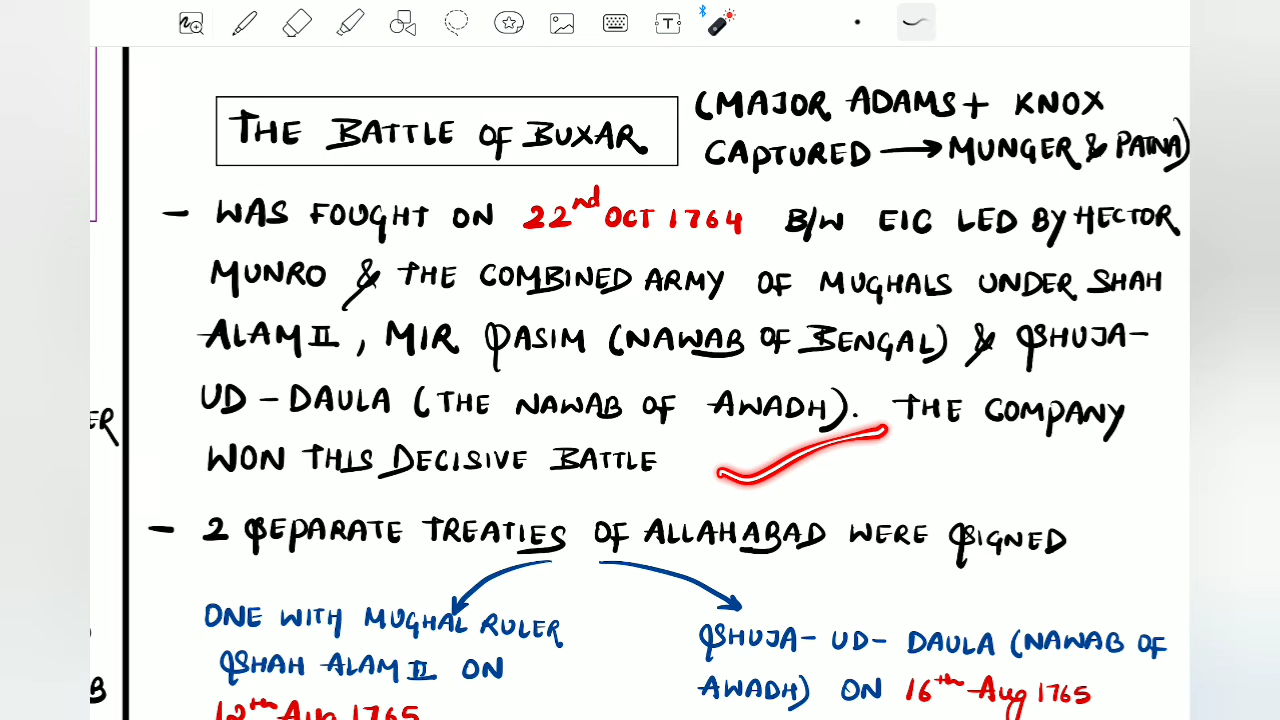 THE BATTLE OF BUXAR
(MAJOR ADAMS + KNOX
CAPTURED → MUNGER & PATNA)
- WAS FOUGHT ON 22nd OCT 1764 B/W EIC LED BY HECTOR
MUNRO & THE COMBINED ARMY OF MUGHALS UNDER SHAH
ALAM II, MIR QASIM (NAWAB OF BENGAL) & SHUJA-
UD-DAULA (THE NAWAB OF AWADH). THE COMPANY
WON THIS DECISIVE BATTLE
- 2 SEPARATE TREATIES OF ALLAHABAD WERE SIGNED
ONE WITH MUGHAL RULER
SHAH ALAM II ON
12th Aug 1765
SHUJA-UD-DAULA (NAWAB OF
AWADH) ON 16th Aug 1765